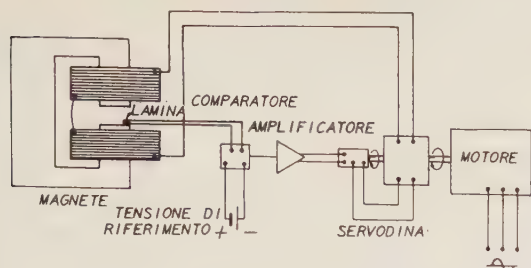 LAMINA
COMPARATORE
AMPLIFICATORE
MOTORE
MAGNETE
TENSIONE DI
RIFERIMENTO + -
SERVODINA